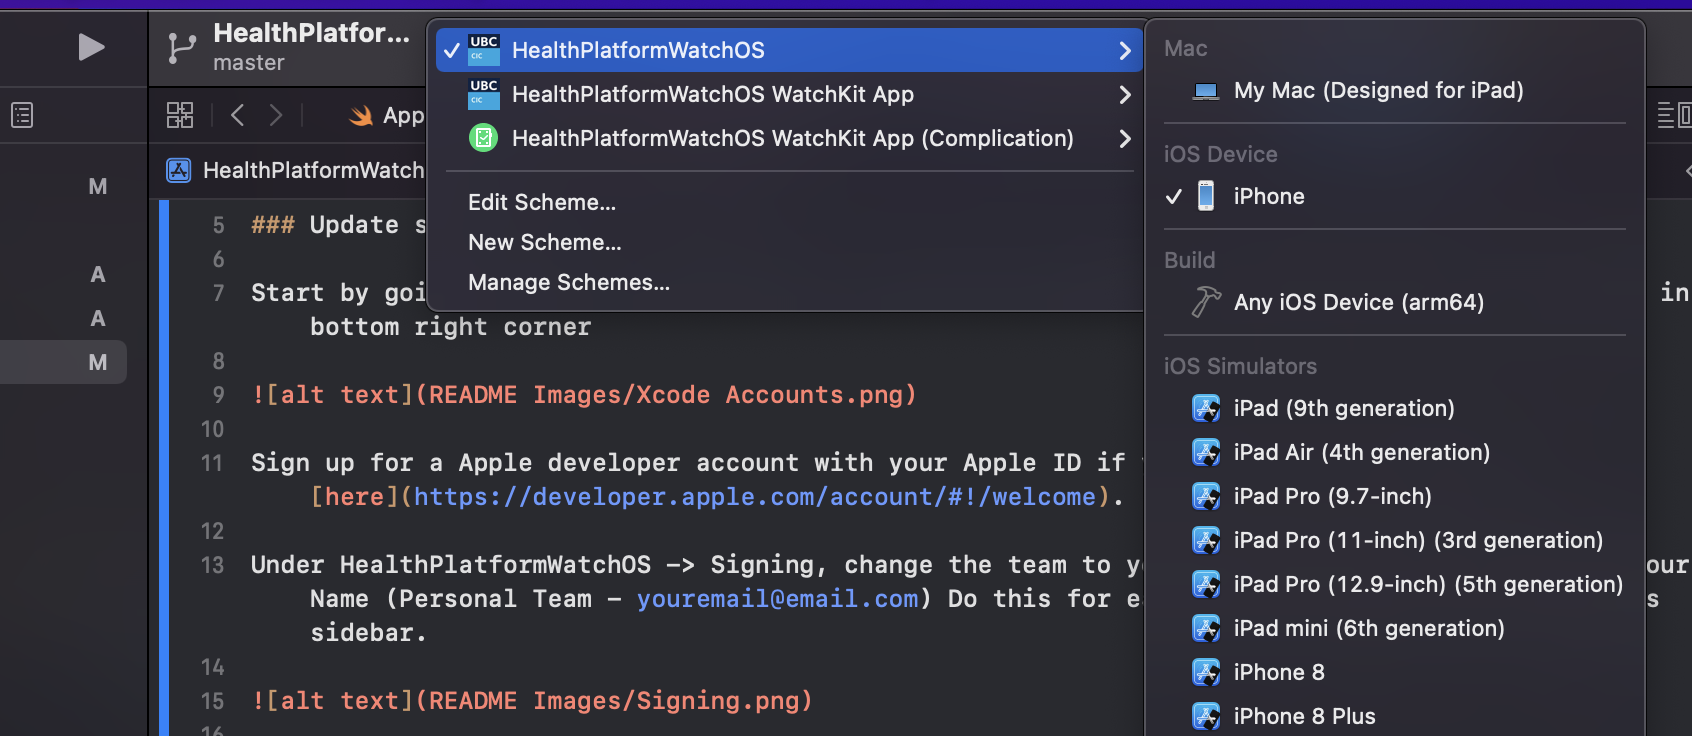 HealthPlatfor...
master
App
HealthPlatformWatch
UBC
CIC
HealthPlatformWatchOS
UBC
CIC
HealthPlatformWatchOS WatchKit App
HealthPlatformWatchOS WatchKit App (Complication)
Edit Scheme...
New Scheme...
Manage Schemes...
Mac
My Mac (Designed for iPad)
iOS Device
iPhone
Build
Any iOS Device (arm64)
iOS Simulators
iPad (9th generation)
iPad Air (4th generation)
iPad Pro (9.7-inch)
iPad Pro (11-inch) (3rd generation)
iPad Pro (12.9-inch) (5th generation)
iPad mini (6th generation)
iPhone 8
iPhone 8 Plus
M
A
A
M
5 ### Update s
6
7 Start by goi in
bottom right corner
8
9 ![alt text](README Images/Xcode Accounts.png)
10
11 Sign up for a Apple developer account with your Apple ID if
[here](https://developer.apple.com/account/#!/welcome).
12
13 Under HealthPlatformWatchOS -> Signing, change the team to y our
Name (Personal Team - youremail@email.com) Do this for e s
sidebar.
14
15 ![alt text](README Images/Signing.png)
16